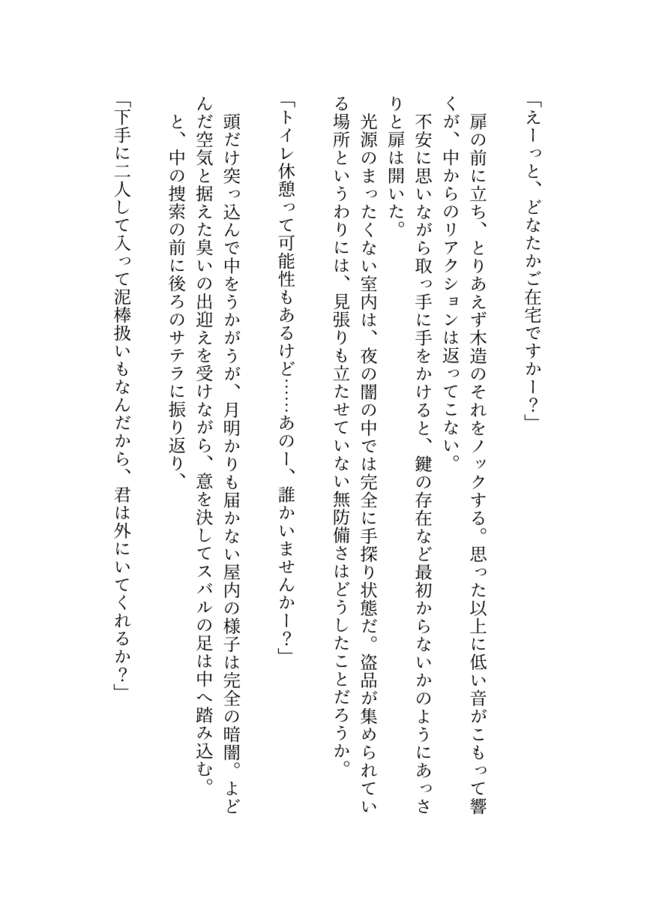 「えーっと、どなたかご在宅ですかー？」
扉の前に立ち、とりあえず木造のそれをノックする。思った以上に低い音がこもって響
くが、中からのリアクションは返ってこない。
不安に思いながら取っ手に手をかけると、鍵の存在など最初からないかのようにあっさ
りと扉は開いた。
光源のまったくない室内は、夜の闇の中では完全に手探り状態だ。盗品が集められてい
る場所というわりには、見張りも立たせていない無防備さはどうしたことだろうか。
「トイレ休憩って可能性もあるけど……あのー、誰かいませんかー？」
頭だけ突っ込んで中をうかがうが、月明かりも届かない屋内の様子は完全の暗闇。よど
んだ空気と据えた臭いの出迎えを受けながら、意を決してスバルの足は中へ踏み込む。
と、中の捜索の前に後ろのサテラに振り返り、
「下手に二人して入って泥棒扱いもなんだから、君は外にいてくれるか？」